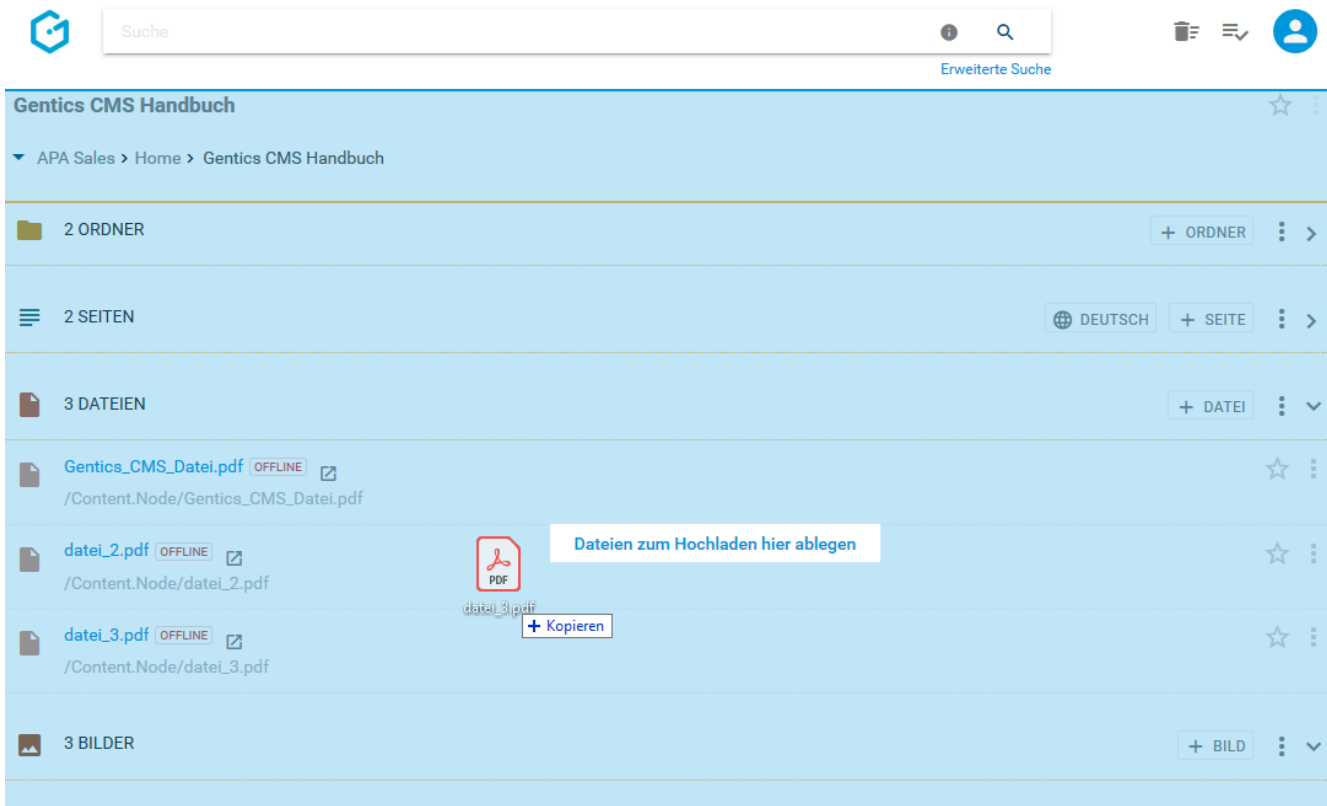 Suche
Erweiterte Suche
Gentics CMS Handbuch
APA Sales > Home > Gentics CMS Handbuch
2 ORDNER
+ ORDNER
2 SEITEN
DEUTSCH
+ SEITE
3 DATEIEN
+ DATEI
Gentics_CMS_Datei.pdf OFFLINE
/Content.Node/Gentics_CMS_Datei.pdf
Dateien zum Hochladen hier ablegen
datei_2.pdf OFFLINE
PDF
/Content.Node/datei_2.pdf
datei_3.pdf
+ Kopieren
datei_3.pdf OFFLINE
/Content.Node/datei_3.pdf
3 BILDER
+ BILD